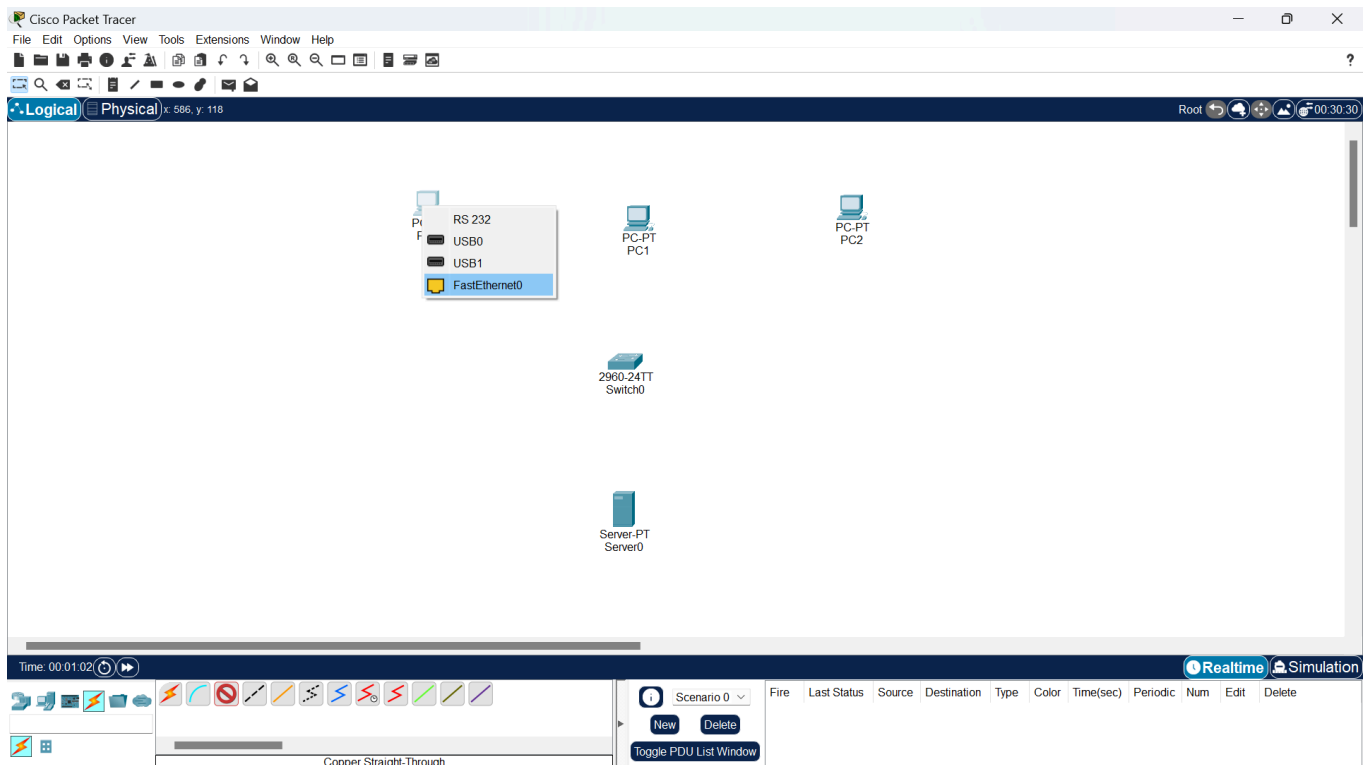 Cisco Packet Tracer
File Edit Options View Tools Extensions Window Help
?
Logical Physical x: 586, y: 118 Root 00:30:30
RS 232
USB0
USB1
FastEthernet0
PC-PT
PC1
PC-PT
PC2
2960-24TT
Switch0
Server-PT
Server0
Time: 00:01:02 Realtime Simulation
Scenario 0
New Delete
Toggle PDU List Window
Fire Last Status Source Destination Type Color Time(sec) Periodic Num Edit Delete
Copper Straight-Through